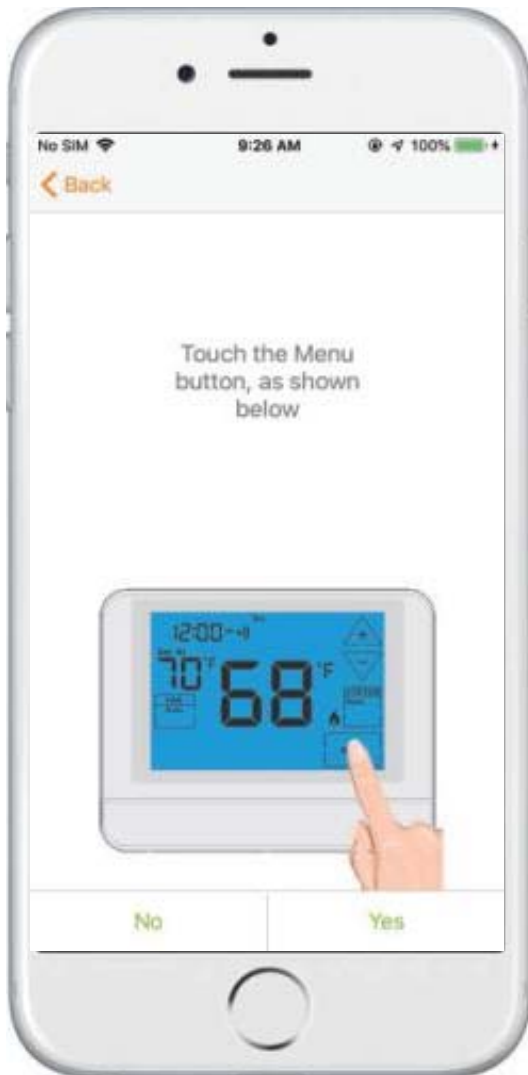 No SIM 9:26 AM 100%
Back
Touch the Menu
button, as shown
below
12:00
70°F 68 °F
No Yes